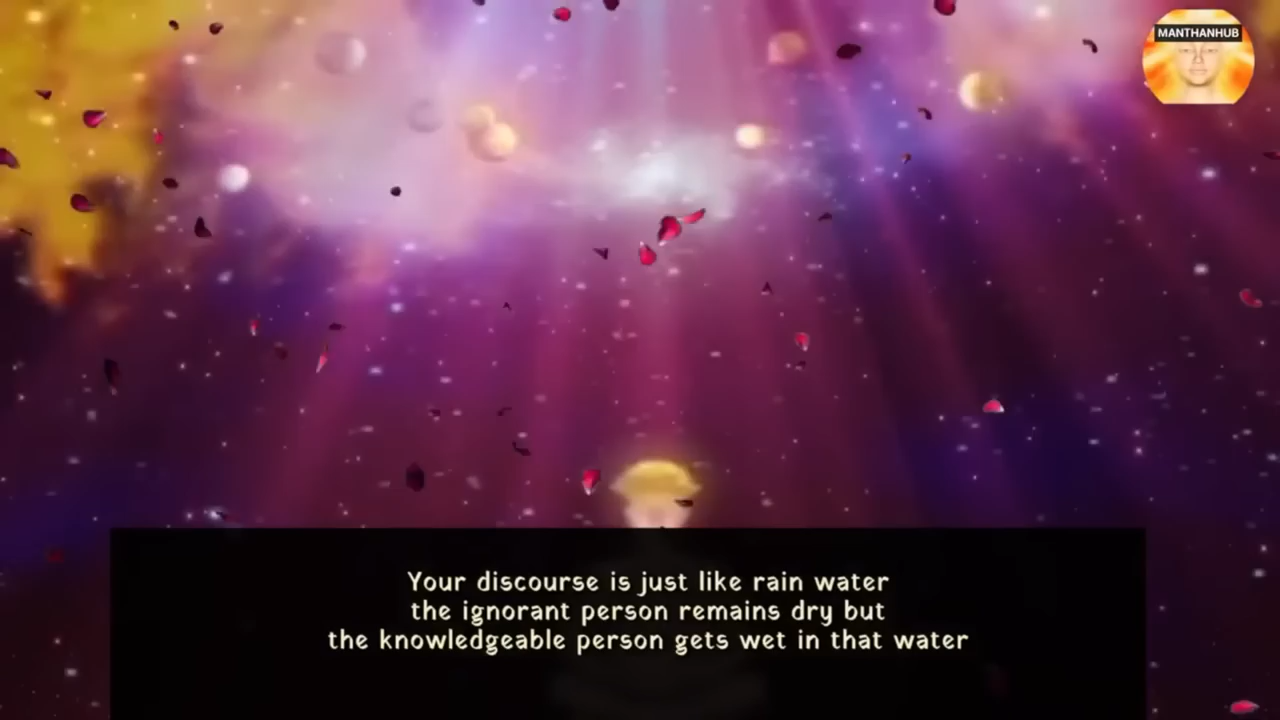 MANTHANHUB
Your discourse is just like rain water
the ignorant person remains dry but
the knowledgeable person gets wet in that water